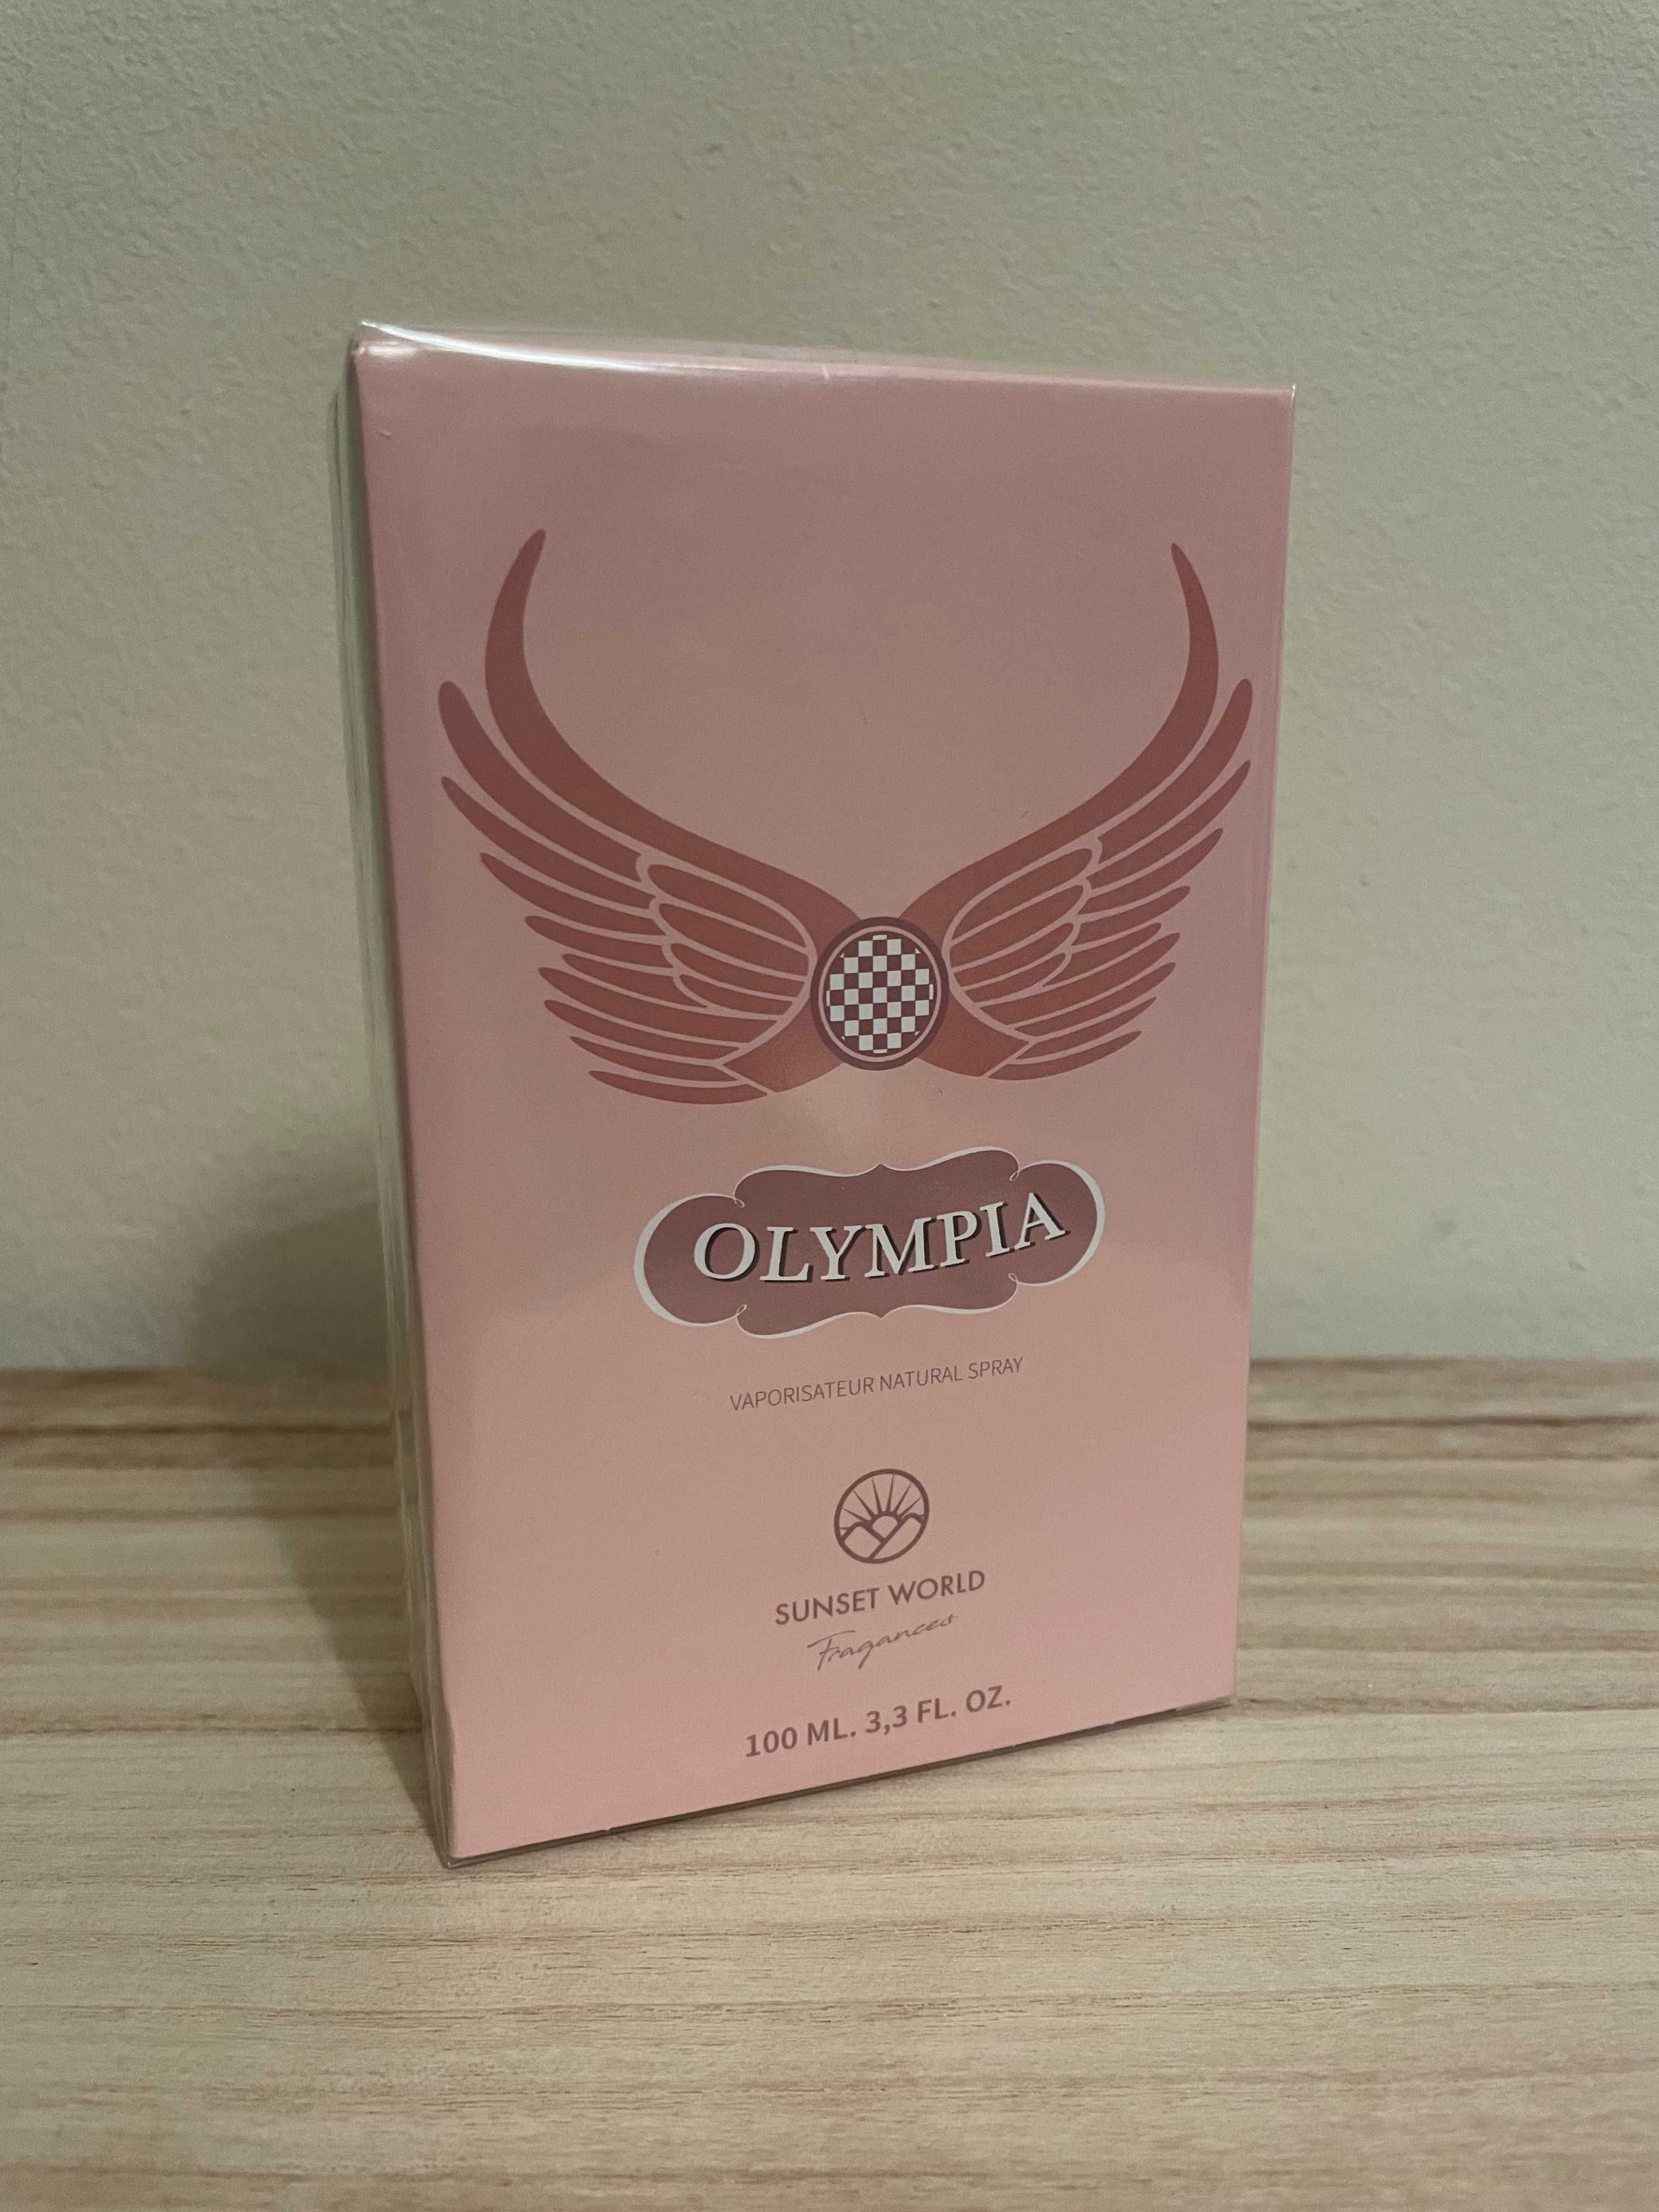 OLYMPIA
VAPORISATEUR NATURAL SPRAY
SUNSET WORLD
Fragances
100 ML. 3,3 FL. OZ.